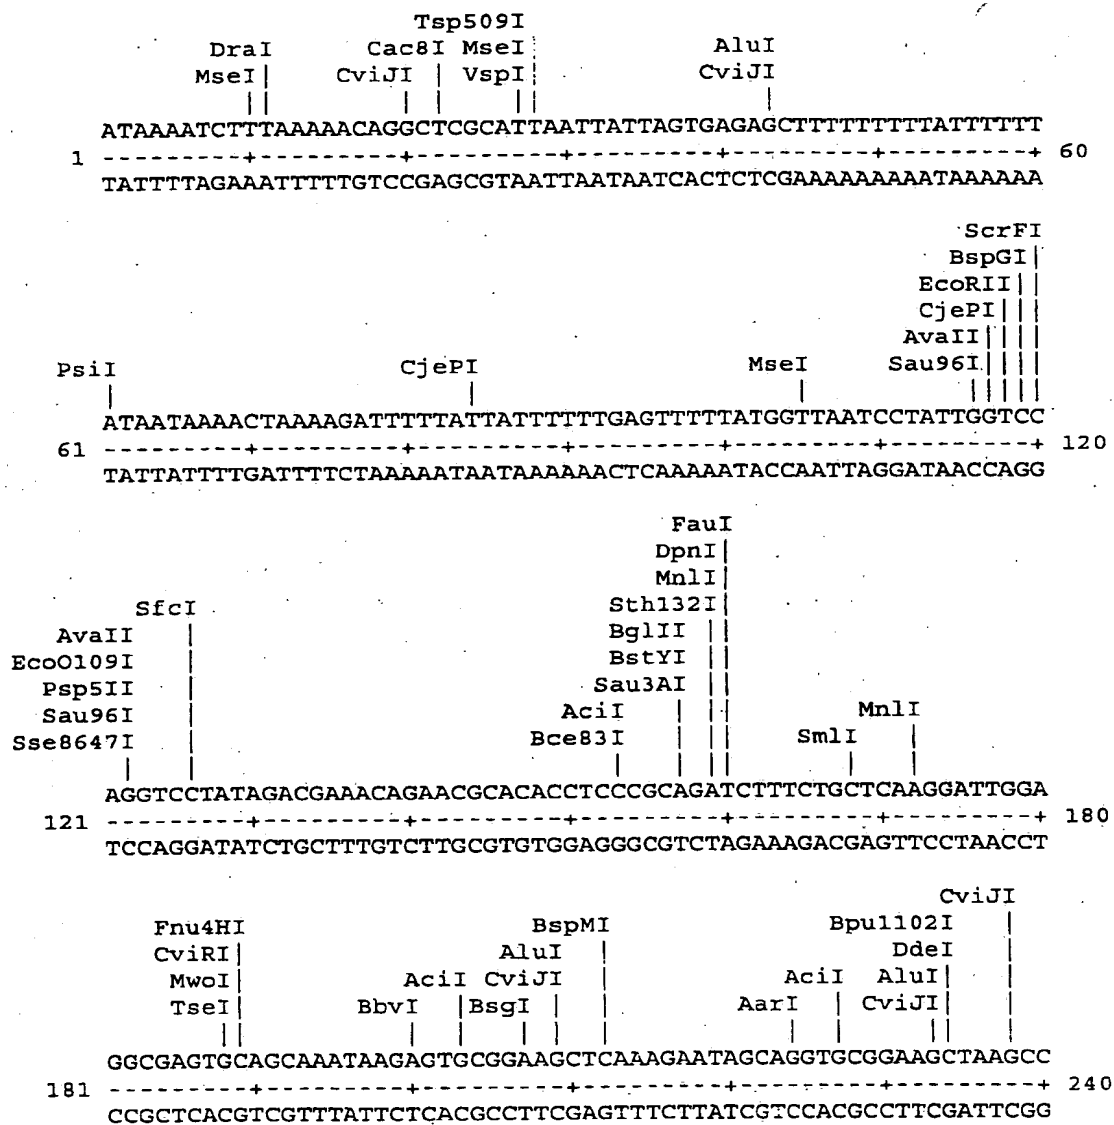 Tsp509I
DraI Cac8I MseI AluI
MseI CviJI VspI CviJI
ATAAAATCTTTAAAAACAGGCTCGCATTAATTATTAGTGAGAGCTTTTTTTTTATTTTTT
1 ---------+---------+---------+---------+---------+---------+ 60
TATTTTAGAAATTTTTGTCCGAGCGTAATTAATAATCACTCTCGAAAAAAAAATAAAAAA
ScrFI
BspGI
EcoRII
CjePI
AvaII
PsiI CjePI MseI Sau96I
ATAATAAAACTAAAAGATTTTTTATTATTTTTTTGAGTTTTTTATGGTTAATCCTATTGGTCC
61 ---------+---------+---------+---------+---------+---------+ 120
TATTATTTTGATTTTCTAAAAATAATAAAAAACTCAAAAATACCAATTAGGATAACCAGG
FauI
DpnI
MnlI
SfcI Sth132I
AvaII BglII
EcoO109I BstYI
Psp5II Sau3AI
Sau96I AciI MnlI
Sse8647I Bce83I SmlI
AGGTCCTATAGACGAAACAGAACGCACACCTCCCGCAGATCTTTCTGCTCAAGGATTGGA
121 ---------+---------+---------+---------+---------+---------+ 180
TCCAGGATATCTGCTTTGTCTTGCGTGTGGAGGGCGTCTAGAAAGACGAGTTCCTAACCT
CviJI
Fnu4HI BspMI Bpu1102I
CviRI AluI DdeI
MwoI AciI CviJI AciI AluI
TseI BbvI BsgI AarI CviJI
GGCGAGTGCAGCAAATAAGAGTGCGGAAGCTCAAAGAATAGCAGGTGCGGAAGCTAAGCC
181 ---------+---------+---------+---------+---------+---------+ 240
CCGCTCACGTCGTTTATTCTCACGCCTTCGAGTTTCTTATCGTCCACGCCTTCGATTCGG